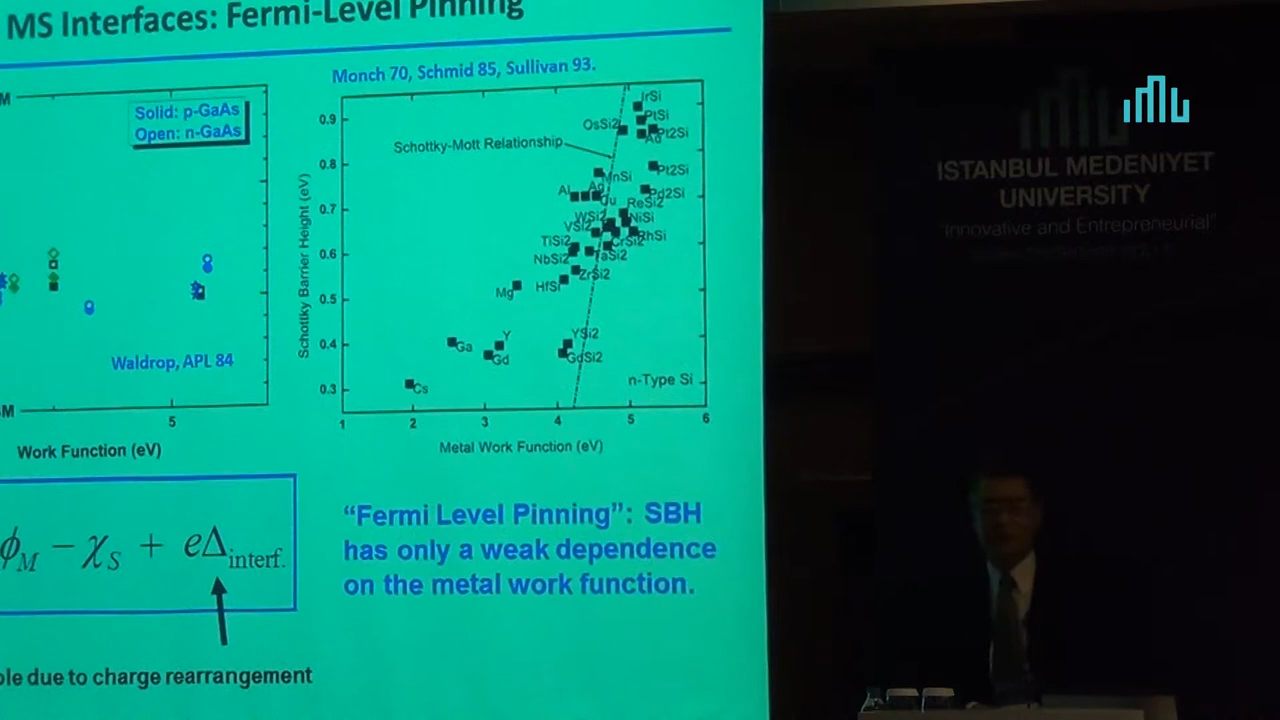 MS Interfaces: Fermi-Level Pinning
Monch 70, Schmid 85, Sullivan 93.
Solid: p-GaAs
Open: n-GaAs
Waldrop, APL 84
5
Work Function (eV)
Schottky Barrier Height (eV)
0.9
0.8
0.7
0.6
0.5
0.4
0.3
Schottky-Mott Relationship
IrSi
PtSi
OsSi2
Au
Pt2Si
Pt2Si
MnSi
Al
Ag
Cu
Pd2Si
ReSi2
WSi2
NiSi
VSi2
RhSi
CrSi2
TiSi2
TaSi2
NbSi2
ZrSi2
HfSi
Mg
Y
YSi2
Ga
Gd
GdSi2
Cs
n-Type Si
1 2 3 4 5 6
Metal Work Function (eV)
ϕM − χS + eΔinterf.
due to charge rearrangement
“Fermi Level Pinning”: SBH
has only a weak dependence
on the metal work function.
ISTANBUL MEDENIYET
UNIVERSITY
"Innovative and Entrepreneurial"